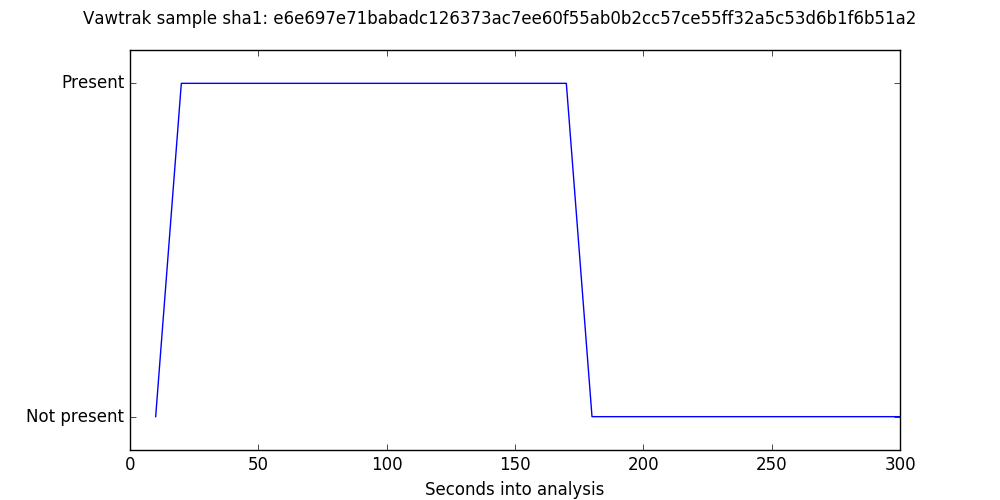 Vawtrak sample sha1: e6e697e71babadc126373ac7ee60f55ab0b2cc57ce55ff32a5c53d6b1f6b51a2
Present
Not present
0 50 100 150 200 250 300
Seconds into analysis